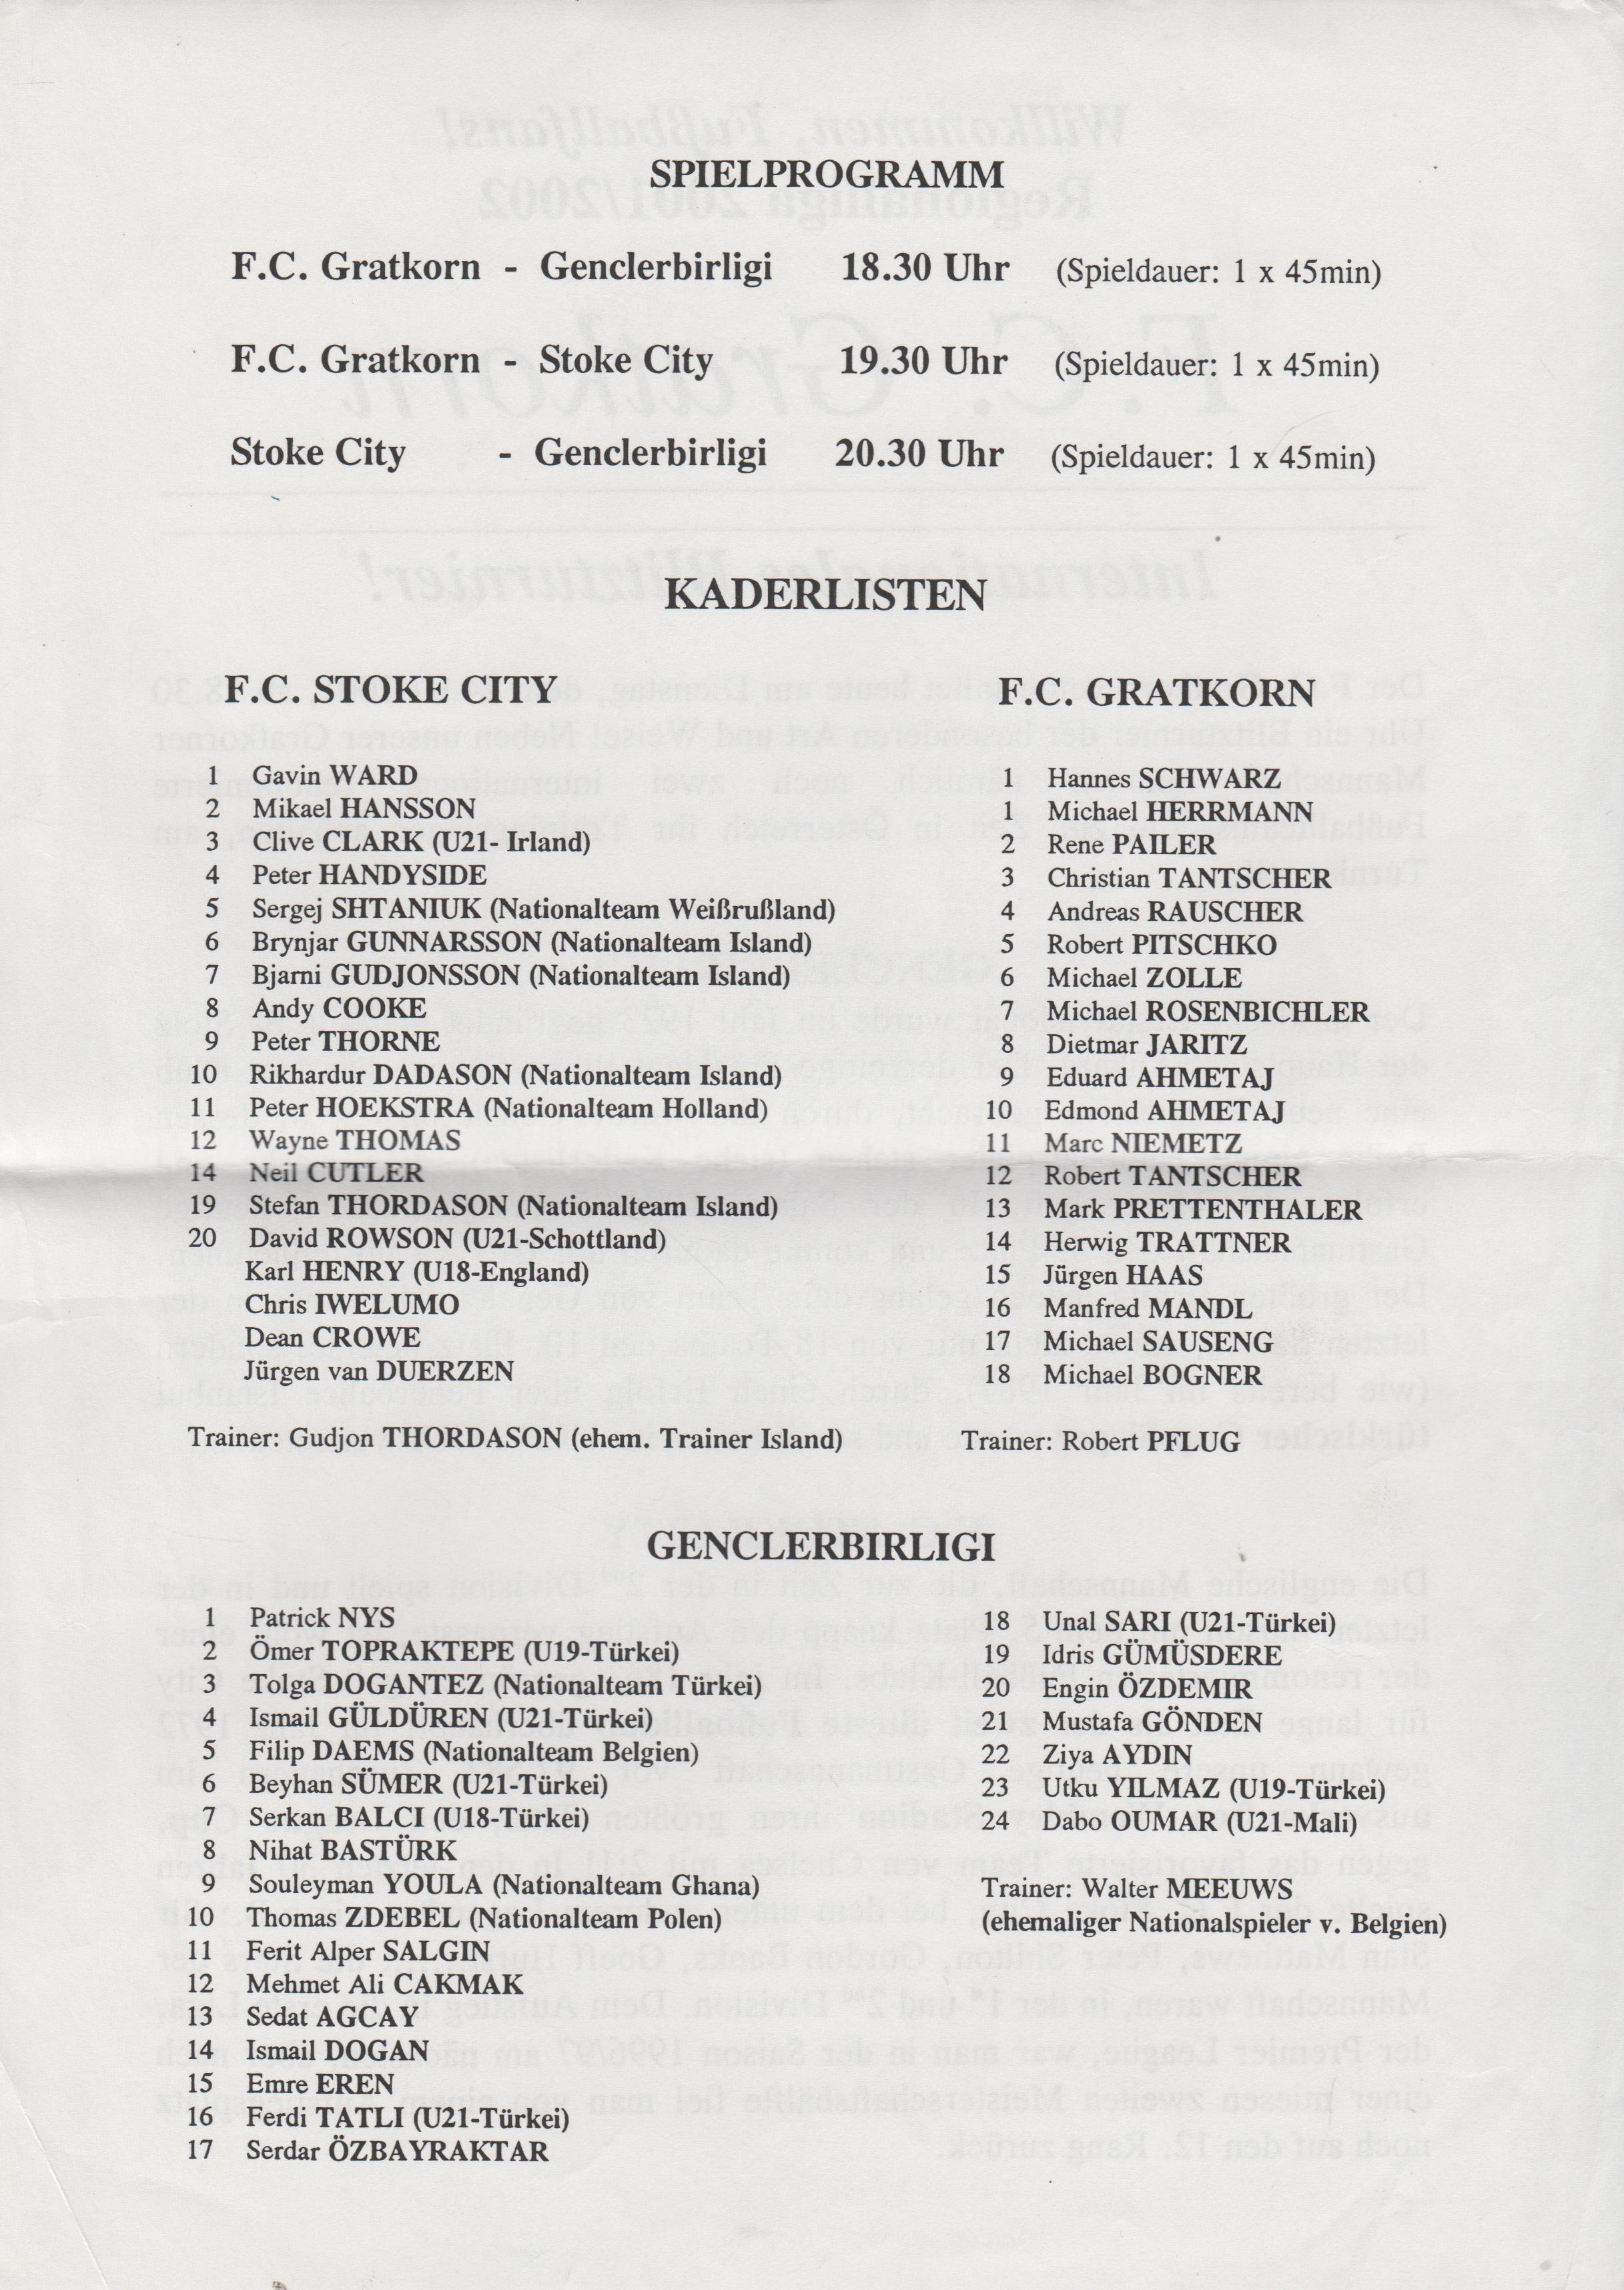 SPIELPROGRAMM
F.C. Gratkorn - Genclerbirligi 18.30 Uhr (Spieldauer: 1 x 45min)
F.C. Gratkorn - Stoke City 19.30 Uhr (Spieldauer: 1 x 45min)
Stoke City - Genclerbirligi 20.30 Uhr (Spieldauer: 1 x 45min)
KADERLISTEN
F.C. STOKE CITY
1 Gavin WARD
2 Mikael HANSSON
3 Clive CLARK (U21- Irland)
4 Peter HANDYSIDE
5 Sergej SHTANIUK (Nationalteam Weißrußland)
6 Brynjar GUNNARSSON (Nationalteam Island)
7 Bjarni GUDJONSSON (Nationalteam Island)
8 Andy COOKE
9 Peter THORNE
10 Rikhardur DADASON (Nationalteam Island)
11 Peter HOEKSTRA (Nationalteam Holland)
12 Wayne THOMAS
14 Neil CUTLER
19 Stefan THORDASON (Nationalteam Island)
20 David ROWSON (U21-Schottland)
Karl HENRY (U18-England)
Chris IWELUMO
Dean CROWE
Jürgen van DUERZEN
Trainer: Gudjon THORDASON (ehem. Trainer Island)
F.C. GRATKORN
1 Hannes SCHWARZ
1 Michael HERRMANN
2 Rene PAILER
3 Christian TANTSCHER
4 Andreas RAUSCHER
5 Robert PITSCHKO
6 Michael ZOLLE
7 Michael ROSENBICHLER
8 Dietmar JARITZ
9 Eduard AHMETAJ
10 Edmond AHMETAJ
11 Marc NIEMETZ
12 Robert TANTSCHER
13 Mark PRETTENTHALER
14 Herwig TRATTNER
15 Jürgen HAAS
16 Manfred MANDL
17 Michael SAUSENG
18 Michael BOGNER
Trainer: Robert PFLUG
GENCLERBIRLIGI
1 Patrick NYS
2 Ömer TOPRAKTEPE (U19-Türkei)
3 Tolga DOGANTEZ (Nationalteam Türkei)
4 Ismail GÜLDÜREN (U21-Türkei)
5 Filip DAEMS (Nationalteam Belgien)
6 Beyhan SÜMER (U21-Türkei)
7 Serkan BALCI (U18-Türkei)
8 Nihat BASTÜRK
9 Souleyman YOULA (Nationalteam Ghana)
10 Thomas ZDEBEL (Nationalteam Polen)
11 Ferit Alper SALGIN
12 Mehmet Ali CAKMAK
13 Sedat AGCAY
14 Ismail DOGAN
15 Emre EREN
16 Ferdi TATLI (U21-Türkei)
17 Serdar ÖZBAYRAKTAR
18 Unal SARI (U21-Türkei)
19 Idris GÜMÜSDERE
20 Engin ÖZDEMIR
21 Mustafa GÖNDEN
22 Ziya AYDIN
23 Utku YILMAZ (U19-Türkei)
24 Dabo OUMAR (U21-Mali)
Trainer: Walter MEEUWS
(ehemaliger Nationalspieler v. Belgien)